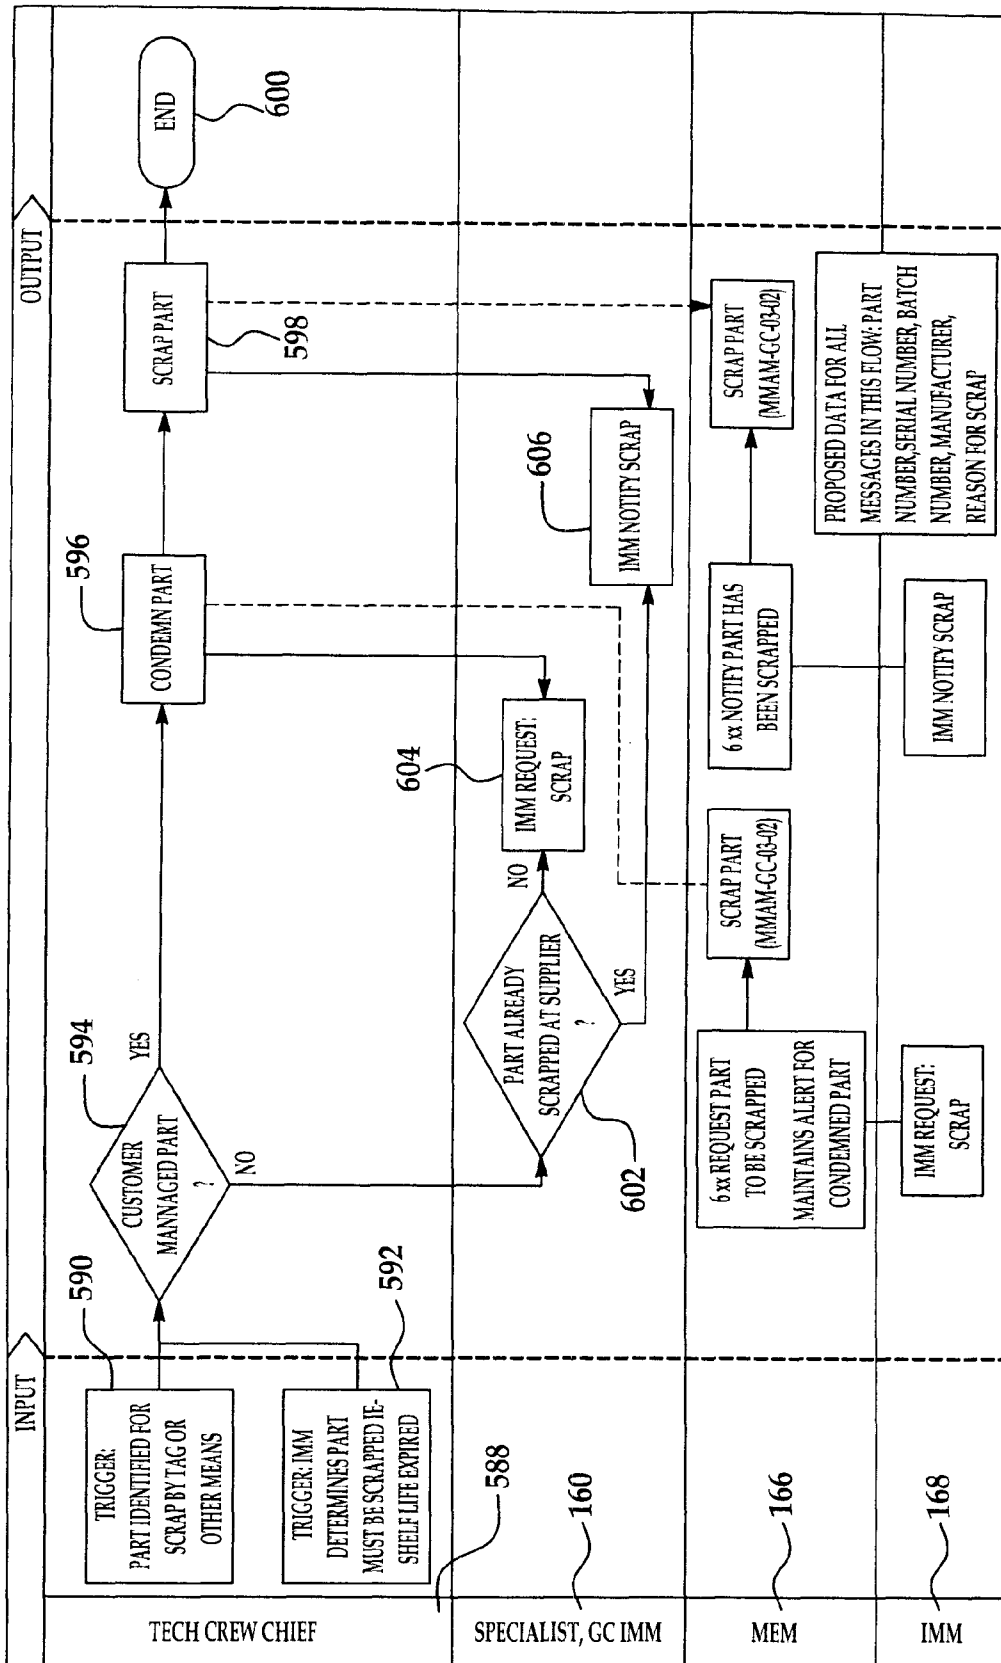 INPUT
OUTPUT
TECH CREW CHIEF
588
TRIGGER:
PART IDENTIFIED FOR
SCRAP BY TAG OR
OTHER MEANS
590
TRIGGER: IMM
DETERMINES PART
MUST BE SCRAPPED IE-
SHELF LIFE EXPIRED
592
CUSTOMER
MANNAGED PART
?
594
YES
NO
CONDEMN PART
596
SCRAP PART
598
END
600
SPECIALIST, GC IMM
160
PART ALREADY
SCRAPPED AT SUPPLIER
?
602
NO
YES
IMM REQUEST:
SCRAP
604
IMM NOTIFY SCRAP
606
MEM
166
6 xx REQUEST PART
TO BE SCRAPPED
MAINTAINS ALERT FOR
CONDEMNED PART
SCRAP PART
(MMAM-GC-03-02)
6 xx NOTIFY PART HAS
BEEN SCRAPPED
SCRAP PART
(MMAM-GC-03-02)
IMM
168
IMM REQUEST:
SCRAP
IMM NOTIFY SCRAP
PROPOSED DATA FOR ALL
MESSAGES IN THIS FLOW: PART
NUMBER,SERIAL NUMBER, BATCH
NUMBER, MANUFACTURER,
REASON FOR SCRAP